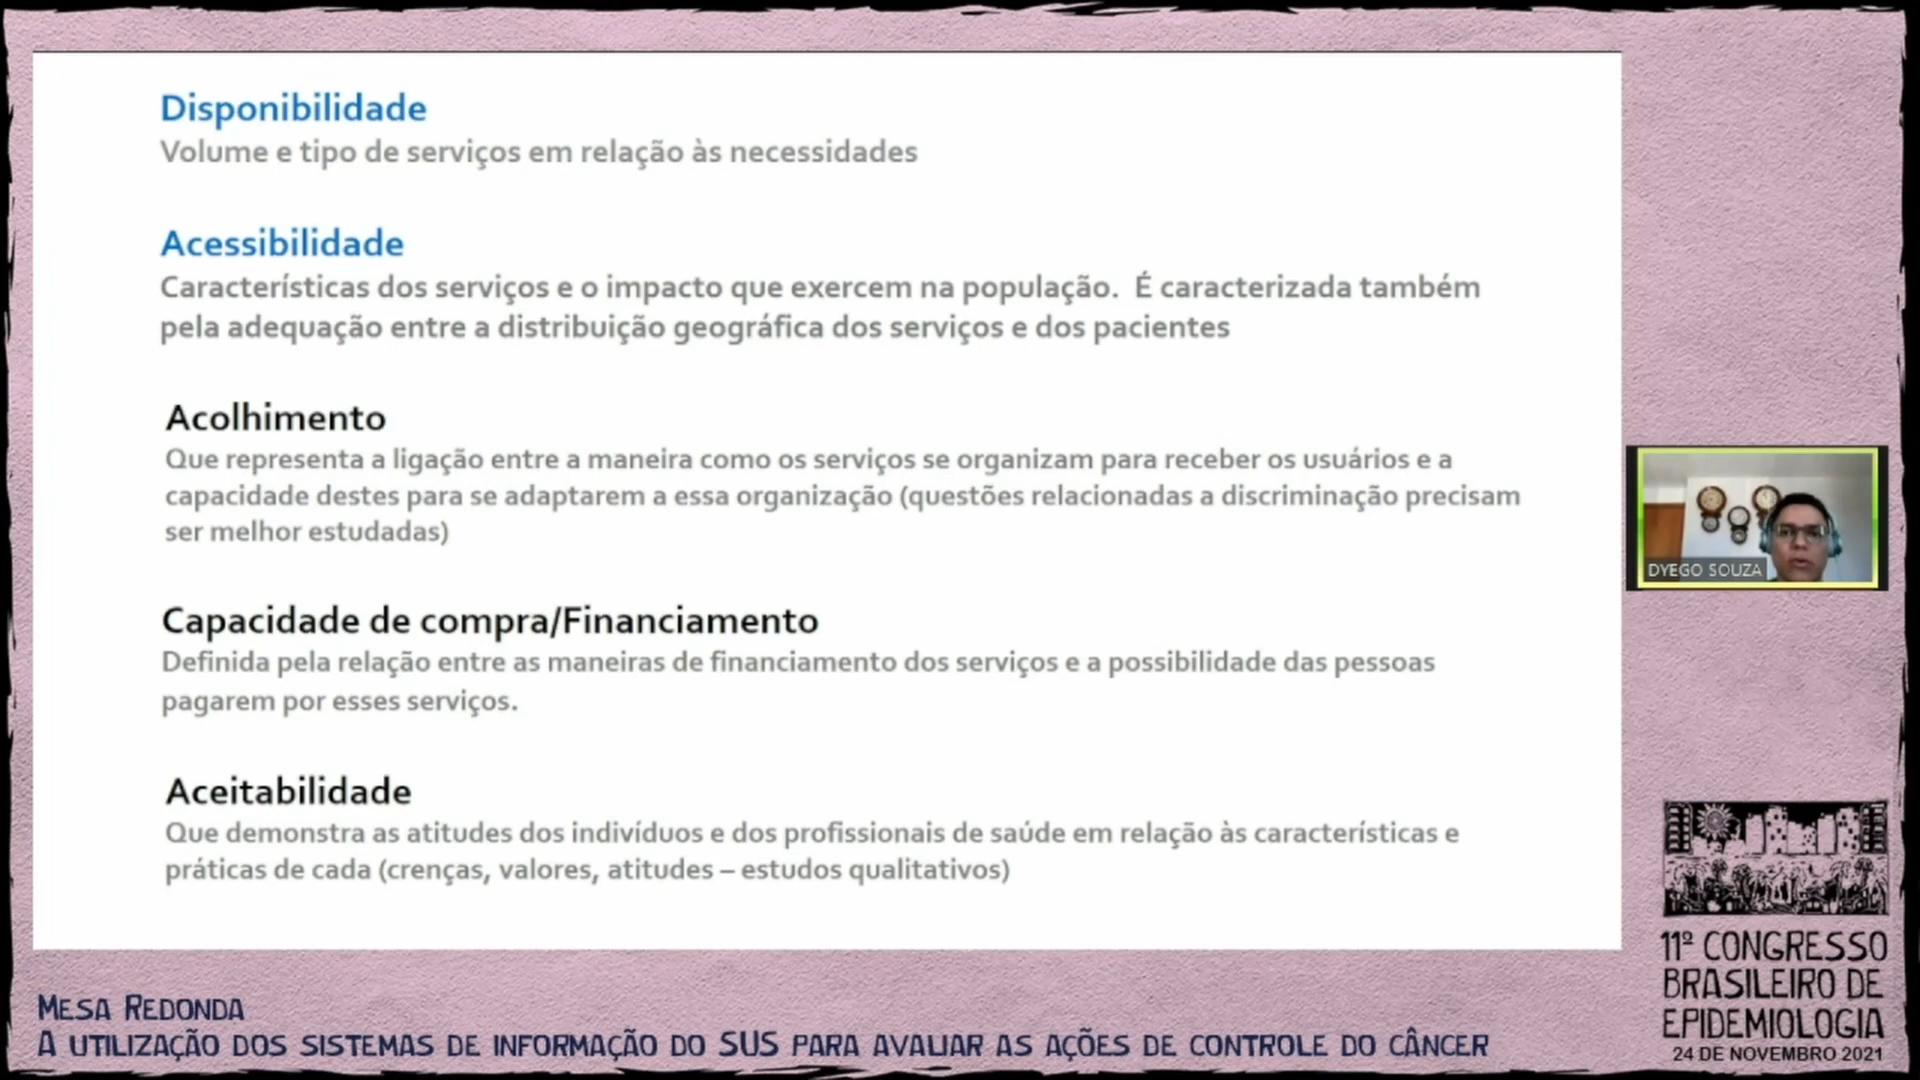 Disponibilidade
Volume e tipo de serviços em relação às necessidades
Acessibilidade
Características dos serviços e o impacto que exercem na população. É caracterizada também
pela adequação entre a distribuição geográfica dos serviços e dos pacientes
Acolhimento
Que representa a ligação entre a maneira como os serviços se organizam para receber os usuários e a
capacidade destes para se adaptarem a essa organização (questões relacionadas a discriminação precisam
ser melhor estudadas)
Capacidade de compra/Financiamento
Definida pela relação entre as maneiras de financiamento dos serviços e a possibilidade das pessoas
pagarem por esses serviços.
Aceitabilidade
Que demonstra as atitudes dos indivíduos e dos profissionais de saúde em relação às características e
práticas de cada (crenças, valores, atitudes – estudos qualitativos)
DYEGO SOUZA
MESA REDONDA
A UTILIZAÇÃO DOS SISTEMAS DE INFORMAÇÃO DO SUS PARA AVALIAR AS AÇÕES DE CONTROLE DO CÂNCER
11º CONGRESSO
BRASILEIRO DE
EPIDEMIOLOGIA
24 DE NOVEMBRO 2021